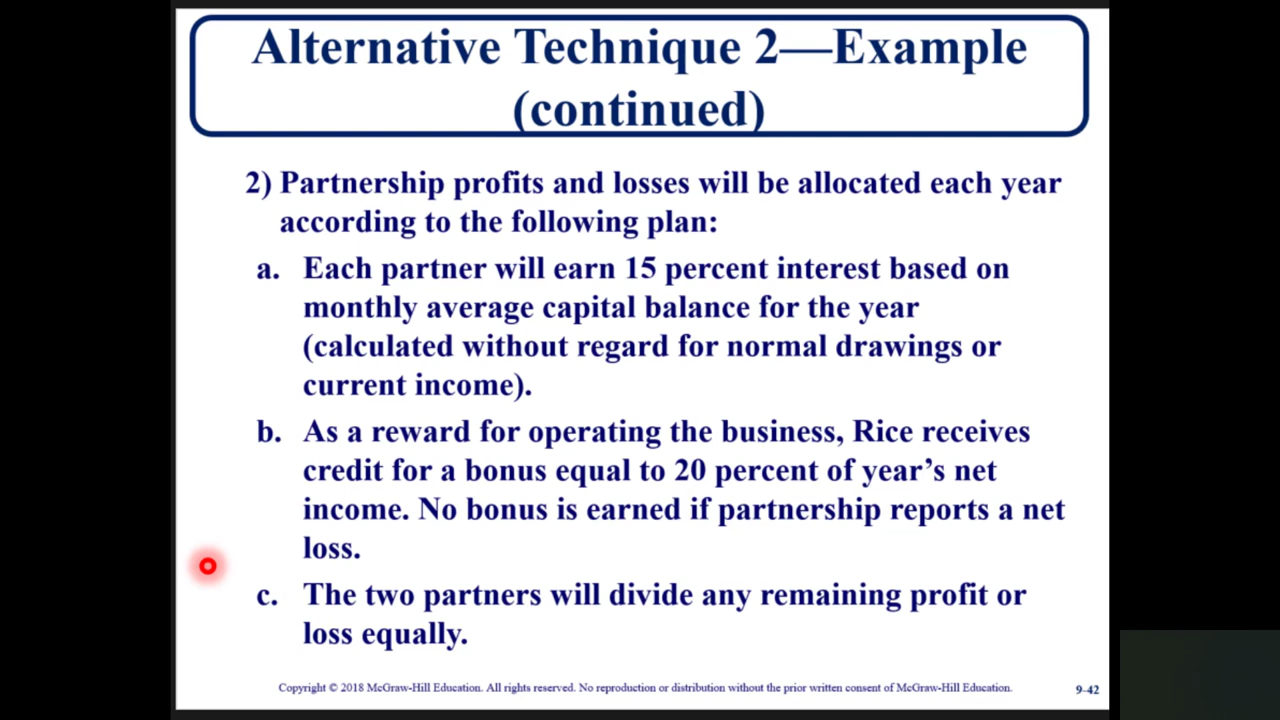 Alternative Technique 2—Example
(continued)
2) Partnership profits and losses will be allocated each year
according to the following plan:
a. Each partner will earn 15 percent interest based on
monthly average capital balance for the year
(calculated without regard for normal drawings or
current income).
b. As a reward for operating the business, Rice receives
credit for a bonus equal to 20 percent of year’s net
income. No bonus is earned if partnership reports a net
loss.
c. The two partners will divide any remaining profit or
loss equally.
Copyright © 2018 McGraw-Hill Education. All rights reserved. No reproduction or distribution without the prior written consent of McGraw-Hill Education.
9-42